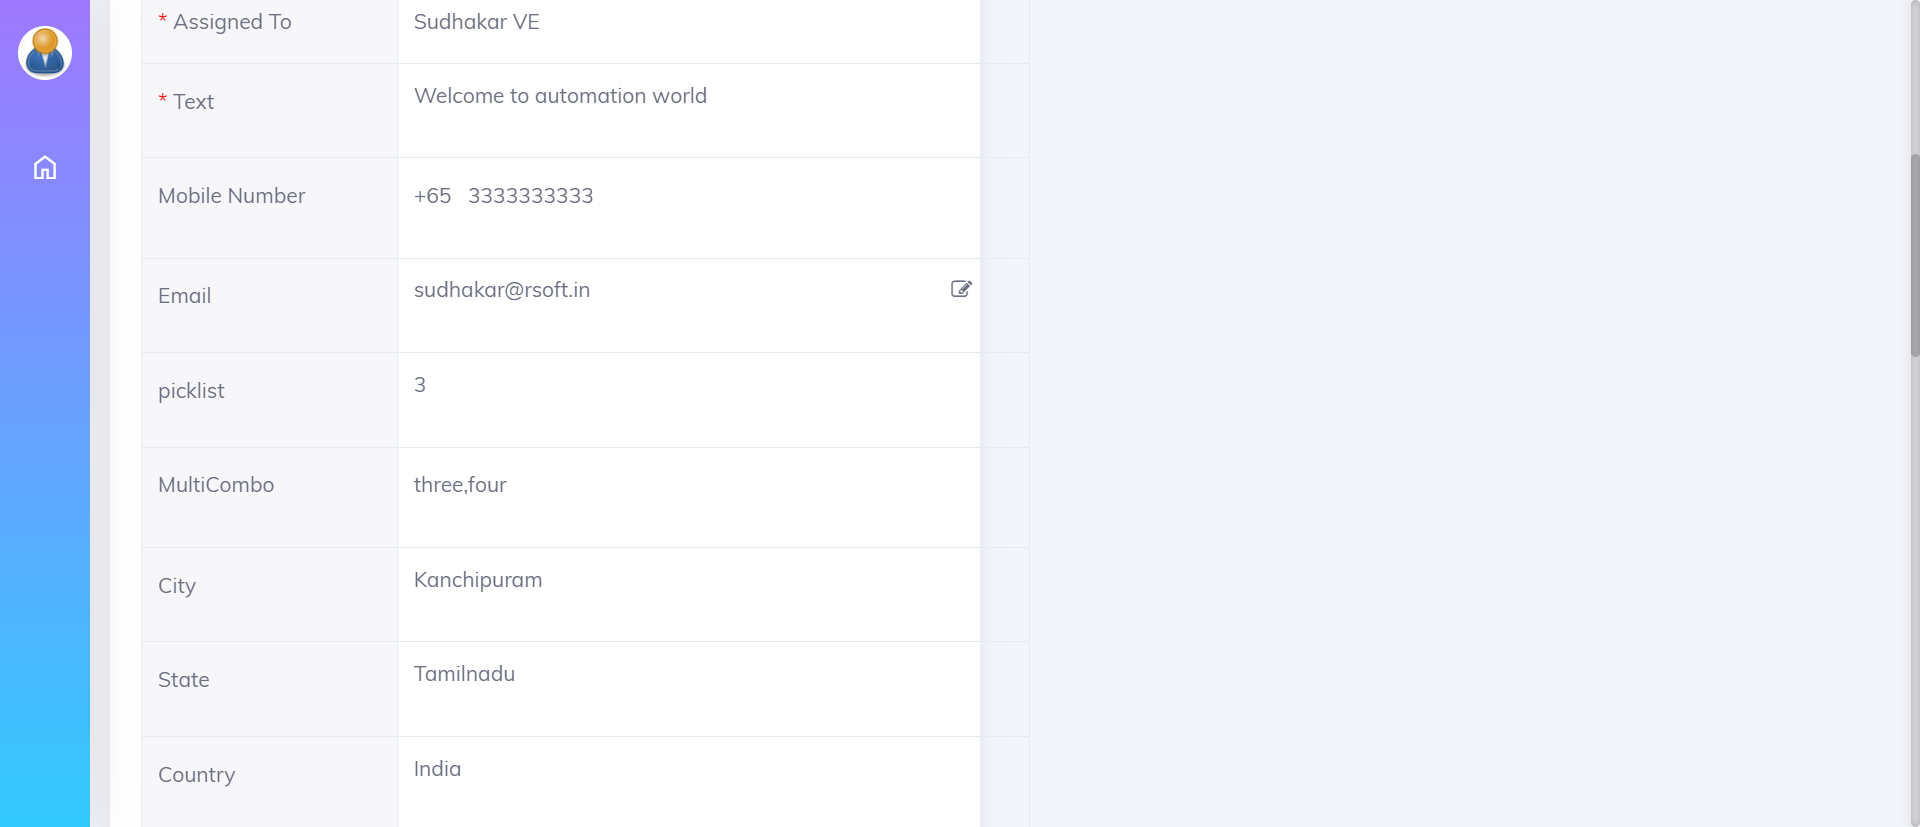 * Assigned To Sudhakar VE
* Text Welcome to automation world
Mobile Number +65 3333333333
Email sudhakar@rsoft.in
picklist 3
MultiCombo three,four
City Kanchipuram
State Tamilnadu
Country India